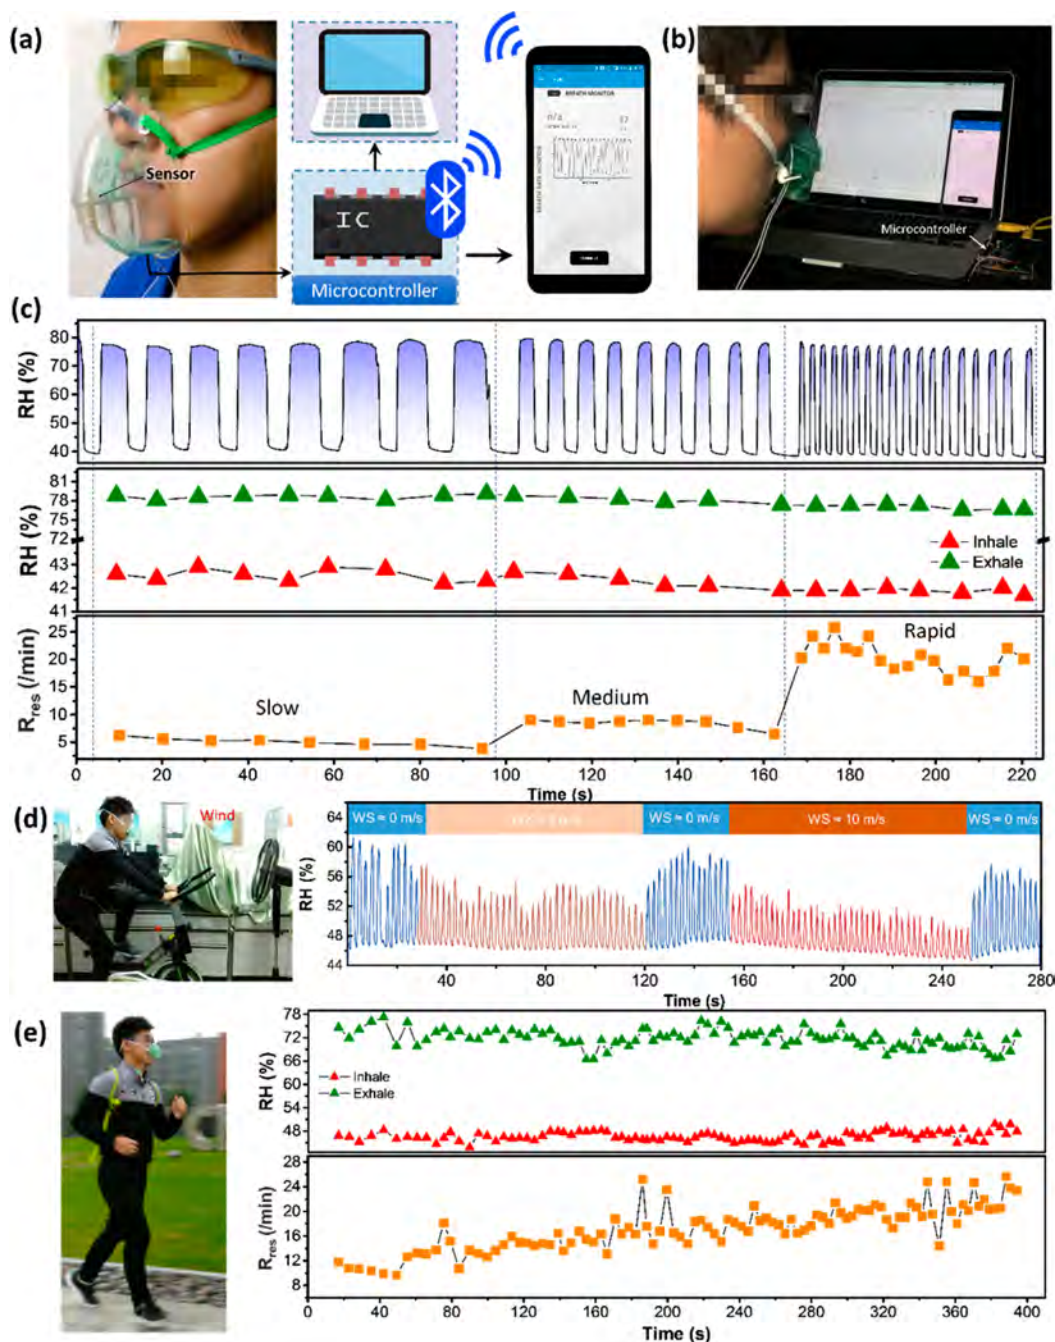 (a)
Sensor
IC
Microcontroller
BREATH MONITOR
n/a
(b)
Microcontroller
(c)
RH (%)
80
70
60
50
40
RH (%)
81
78
75
72
43
42
41
Inhale
Exhale
R_res (/min)
25
20
15
10
5
Slow
Medium
Rapid
0 20 40 60 80 100 120 140 160 180 200 220
Time (s)
(d)
Wind
WS = 0 m/s
WS = 0 m/s
WS = 10 m/s
WS = 0 m/s
RH (%)
64
60
56
52
48
44
40 80 120 160 200 240 280
Time (s)
(e)
RH (%)
78
72
66
60
54
48
Inhale
Exhale
R_res (/min)
28
24
20
16
12
8
0 40 80 120 160 200 240 280 320 360 400
Time (s)